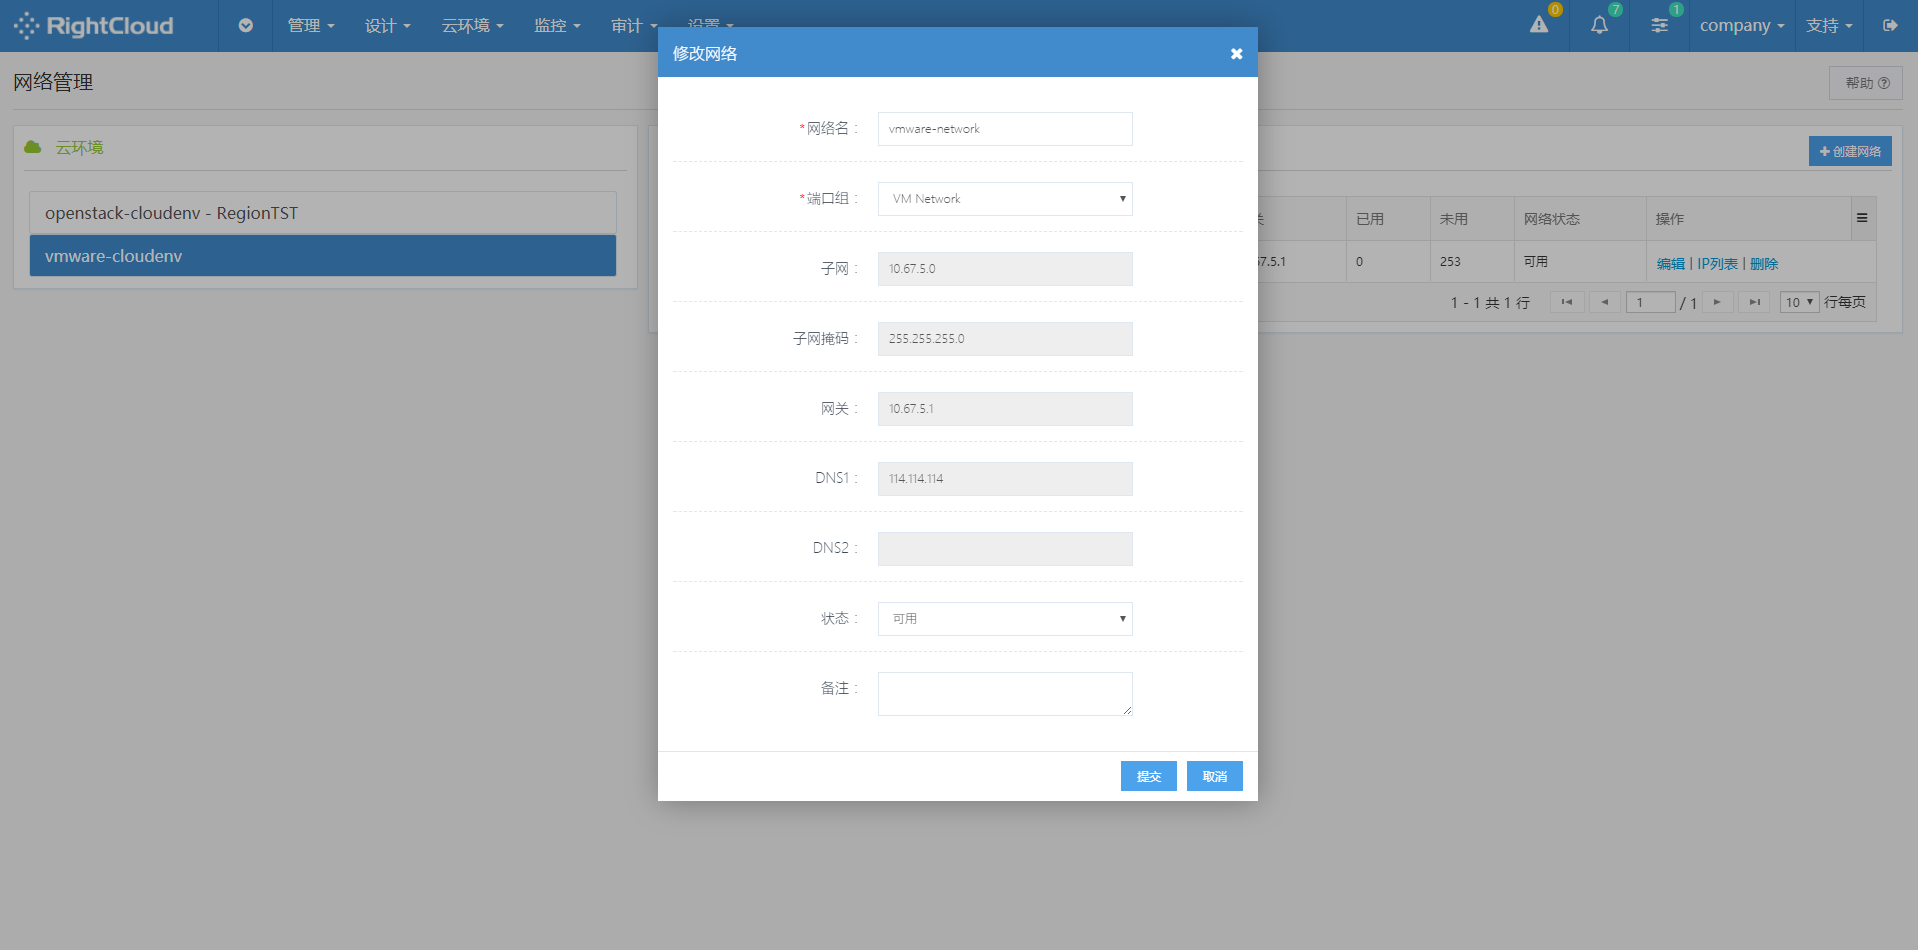 RightCloud 管理 设计 云环境 监控 审计 设置 0 7 1 company 支持
网络管理
帮助
云环境
openstack-cloudenv - RegionTST
vmware-cloudenv
创建网络
已用 未用 网络状态 操作
7.5.1 0 253 可用 编辑 | IP列表 | 删除
1 - 1 共 1 行 1 / 1 10 行每页
修改网络
*网络名： vmware-network
*端口组： VM Network
子网： 10.67.5.0
子网掩码： 255.255.255.0
网关： 10.67.5.1
DNS1： 114.114.114
DNS2：
状态： 可用
备注：
提交 取消